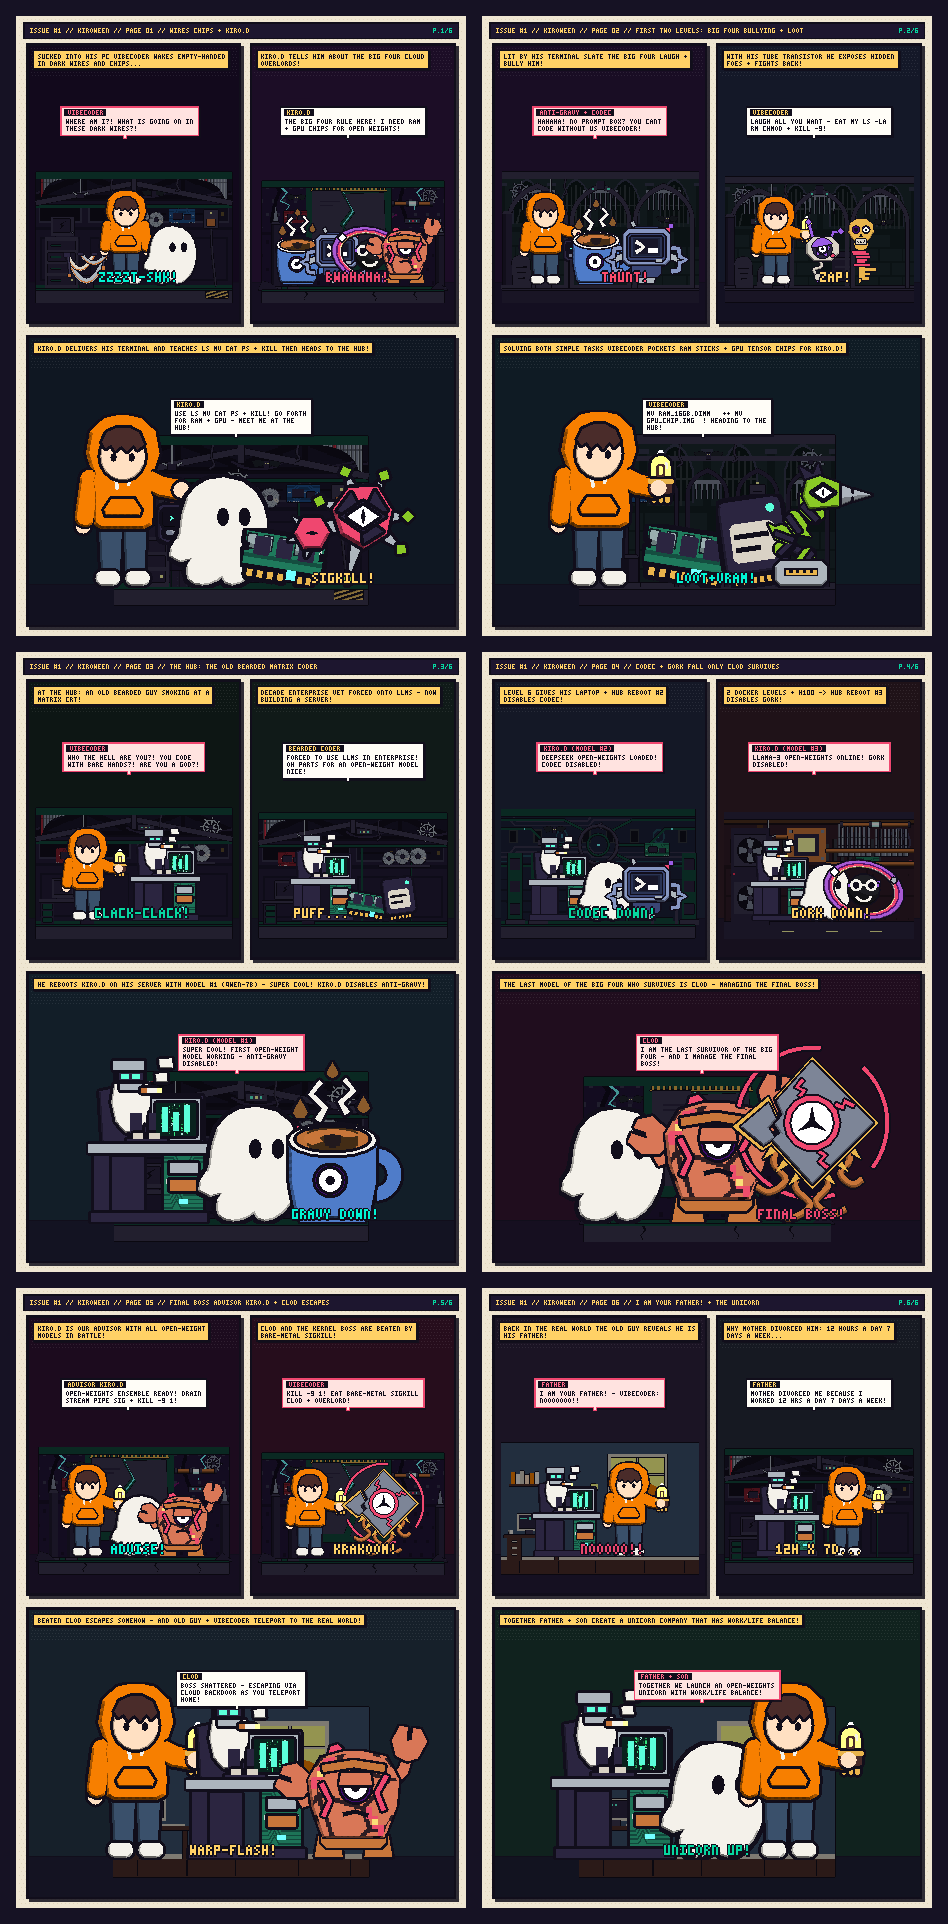 ISSUE #1 // KIROWEEN // PAGE 01 // WIRES CHIPS + KIRO.D
P.1/6
SUCKED INTO HIS PC VIBECODER WAKES EMPTY-HANDED
IN DARK WIRES AND CHIPS...
VIBECODER
WHERE AM I?! WHAT IS GOING ON IN
THESE DARK WIRES?!
ZZZZT-SHK!
KIRO.D TELLS HIM ABOUT THE BIG FOUR CLOUD
OVERLORDS!
KIRO.D
THE BIG FOUR RULE HERE! I NEED RAM
+ GPU CHIPS FOR OPEN WEIGHTS!
BWAHAHA!
KIRO.D DELIVERS HIS TERMINAL AND TEACHES LS MV CAT PS + KILL THEN HEADS TO THE HUB!
KIRO.D
USE LS MV CAT PS + KILL! GO FORTH
FOR RAM + GPU - MEET ME AT THE
HUB!
SIGKILL!
ISSUE #1 // KIROWEEN // PAGE 02 // FIRST TWO LEVELS: BIG FOUR BULLYING + LOOT
P.2/6
LIT BY HIS TERMINAL SLATE THE BIG FOUR LAUGH +
BULLY HIM!
ANTI-GRAVY + CODEC
HAHAHA! NO PROMPT BOX? YOU CANT
CODE WITHOUT US VIBECODER!
>_
TAUNT!
WITH HIS TUBE TRANSISTOR HE EXPOSES HIDDEN
FOES + FIGHTS BACK!
VIBECODER
LAUGH ALL YOU WANT - EAT MY LS -LA
RM CHMOD + KILL -9!
ZAP!
SOLVING BOTH SIMPLE TASKS VIBECODER POCKETS RAM STICKS + GPU TENSOR CHIPS FOR KIRO.D!
VIBECODER
MV RAM_16GB.DIMM   ++ MV
GPU_CHIP.IMG  ! HEADING TO THE
HUB!
LOOT+VRAM!
ISSUE #1 // KIROWEEN // PAGE 03 // THE HUB: THE OLD BEARDED MATRIX CODER
P.3/6
AT THE HUB: AN OLD BEARDED GUY SMOKING AT A
MATRIX CRT!
VIBECODER
WHO THE HELL ARE YOU?! YOU CODE
WITH BARE HANDS?! ARE YOU A GOD?!
CLACK-CLACK!
DECADE ENTERPRISE VET FORCED ONTO LLMS - NOW
BUILDING A SERVER!
BEARDED CODER
FORCED TO USE LLMS IN ENTERPRISE!
OH PARTS FOR AN OPEN-WEIGHT MODEL
NICE!
PUFF...
HE REBOOTS KIRO.D ON HIS SERVER WITH MODEL #1 (QWEN-7B) - SUPER COOL! KIRO.D DISABLES ANTI-GRAVY!
KIRO.D (MODEL #1)
SUPER COOL! FIRST OPEN-WEIGHT
MODEL WORKING - ANTI-GRAVY
DISABLED!
GRAVY DOWN!
ISSUE #1 // KIROWEEN // PAGE 04 // CODEC + GORK FALL ONLY CLOD SURVIVES
P.4/6
LEVEL 6 GIVES HIS LAPTOP + HUB REBOOT #2
DISABLES CODEC!
KIRO.D (MODEL #2)
DEEPSEEK OPEN-WEIGHTS LOADED!
CODEC DISABLED!
>_
CODEC DOWN!
2 DOCKER LEVELS + H100 -> HUB REBOOT #3
DISABLES GORK!
KIRO.D (MODEL #3)
LLAMA-3 OPEN-WEIGHTS ONLINE! GORK
DISABLED!
GORK DOWN!
THE LAST MODEL OF THE BIG FOUR WHO SURVIVES IS CLOD - MANAGING THE FINAL BOSS!
CLOD
I AM THE LAST SURVIVOR OF THE BIG
FOUR - AND I MANAGE THE FINAL
BOSS!
FINAL BOSS!
ISSUE #1 // KIROWEEN // PAGE 05 // FINAL BOSS ADVISOR KIRO.D + CLOD ESCAPES
P.5/6
KIRO.D IS OUR ADVISOR WITH ALL OPEN-WEIGHT
MODELS IN BATTLE!
ADVISOR KIRO.D
OPEN-WEIGHTS ENSEMBLE READY! DRAIN
STREAM PIPE SIG + KILL -9 1!
ADVISE!
CLOD AND THE KERNEL BOSS ARE BEATEN BY
BARE-METAL SIGKILL!
VIBECODER
KILL -9 1! EAT BARE-METAL SIGKILL
CLOD + OVERLORD!
KRAKOOM!
BEATEN CLOD ESCAPES SOMEHOW - AND OLD GUY + VIBECODER TELEPORT TO THE REAL WORLD!
CLOD
BOSS SHATTERED - ESCAPING VIA
CLOUD BACKDOOR AS YOU TELEPORT
HOME!
WARP-FLASH!
ISSUE #1 // KIROWEEN // PAGE 06 // I AM YOUR FATHER! + THE UNICORN
P.6/6
BACK IN THE REAL WORLD THE OLD GUY REVEALS HE IS
HIS FATHER!
FATHER
I AM YOUR FATHER! - VIBECODER:
NOOOOOO!!
NOOOOO!!
WHY MOTHER DIVORCED HIM: 12 HOURS A DAY 7
DAYS A WEEK...
FATHER
MOTHER DIVORCED ME BECAUSE I
WORKED 12 HRS A DAY 7 DAYS A WEEK!
12H X 7D...
TOGETHER FATHER + SON CREATE A UNICORN COMPANY THAT HAS WORK/LIFE BALANCE!
FATHER + SON
TOGETHER WE LAUNCH AN OPEN-WEIGHTS
UNICORN WITH WORK/LIFE BALANCE!
UNICORN UP!